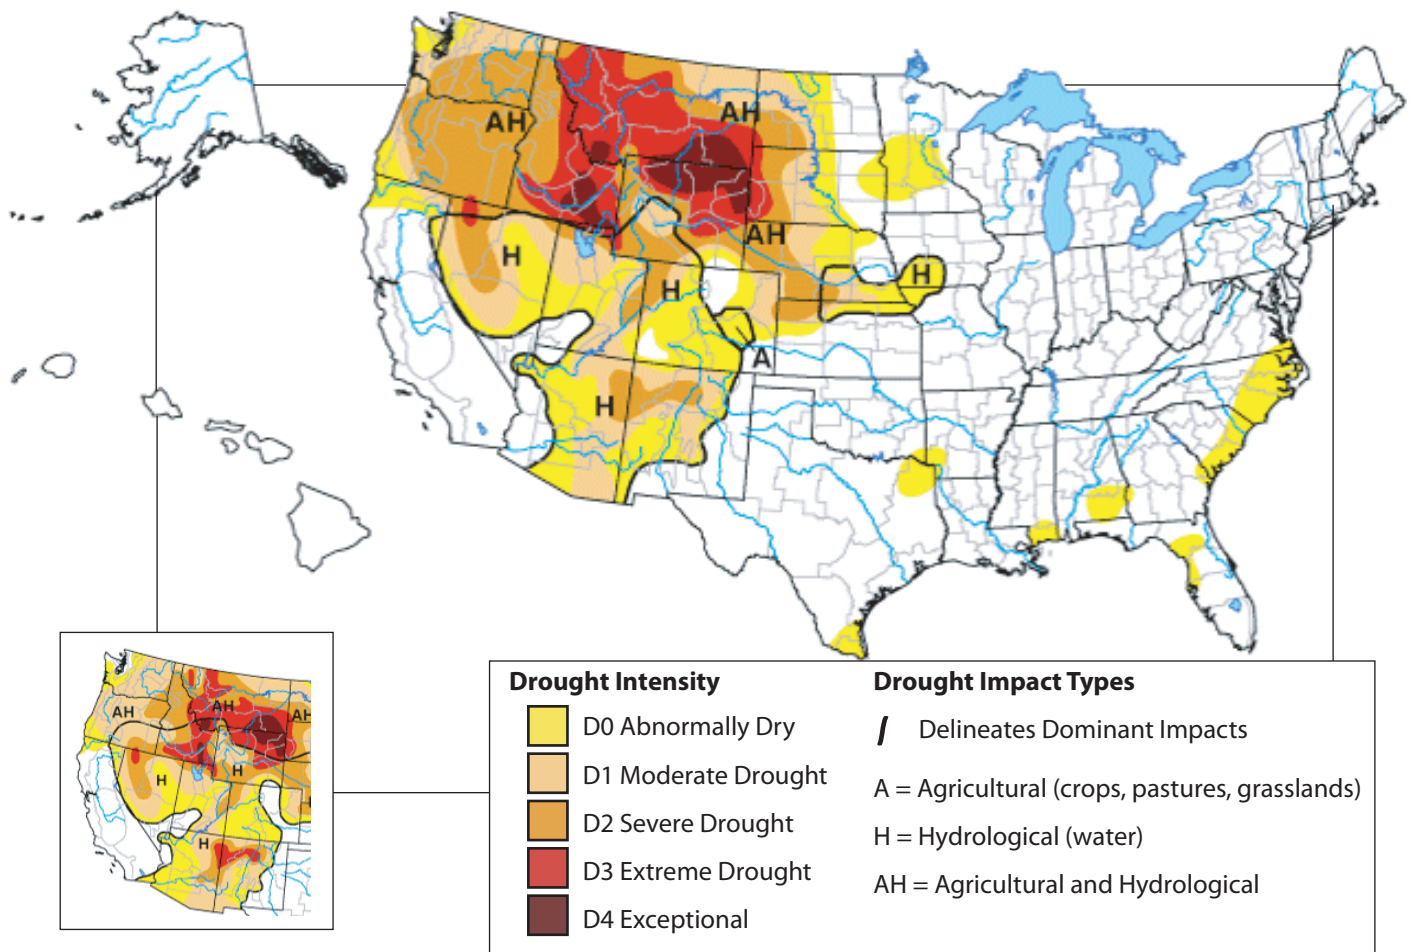 AH
AH
AH
H
H
H
A
H
AH
AH
AH
H
H
H
Drought Intensity
D0 Abnormally Dry
D1 Moderate Drought
D2 Severe Drought
D3 Extreme Drought
D4 Exceptional
Drought Impact Types
Delineates Dominant Impacts
A = Agricultural (crops, pastures, grasslands)
H = Hydrological (water)
AH = Agricultural and Hydrological